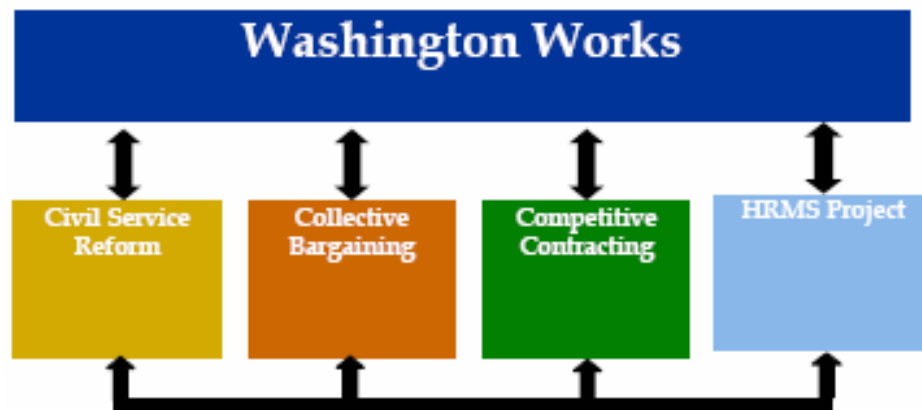 Washington Works
Civil Service
Reform
Collective
Bargaining
Competitive
Contracting
HRMS Project